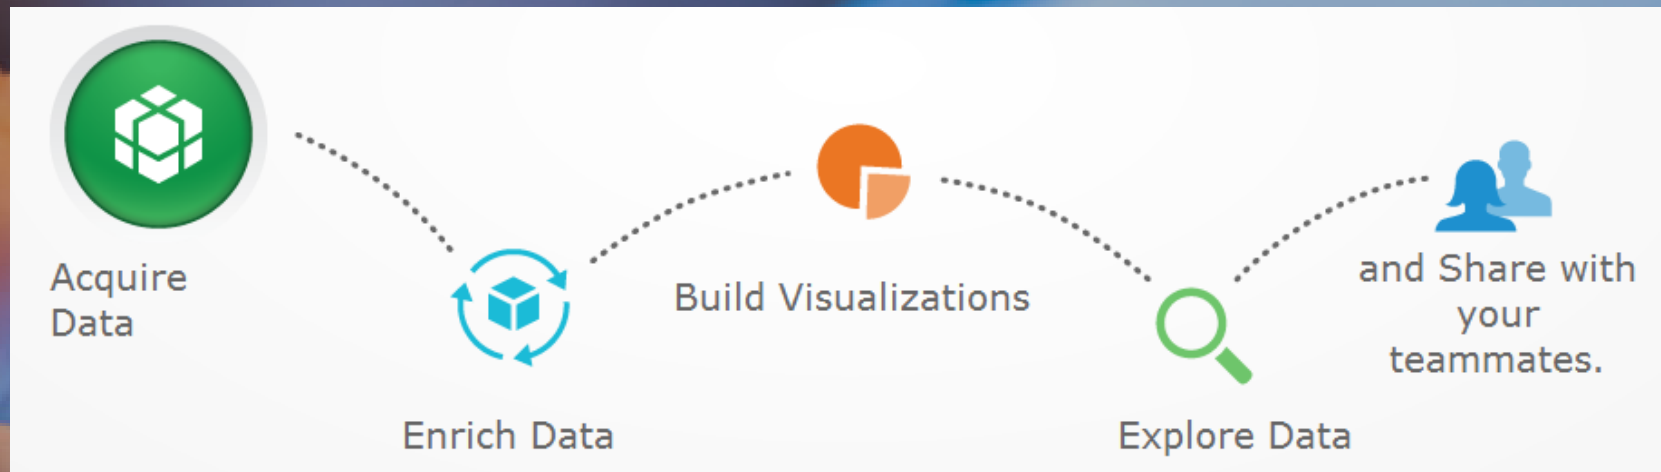 Acquire
Data
Enrich Data
Build Visualizations
Explore Data
and Share with
your
teammates.